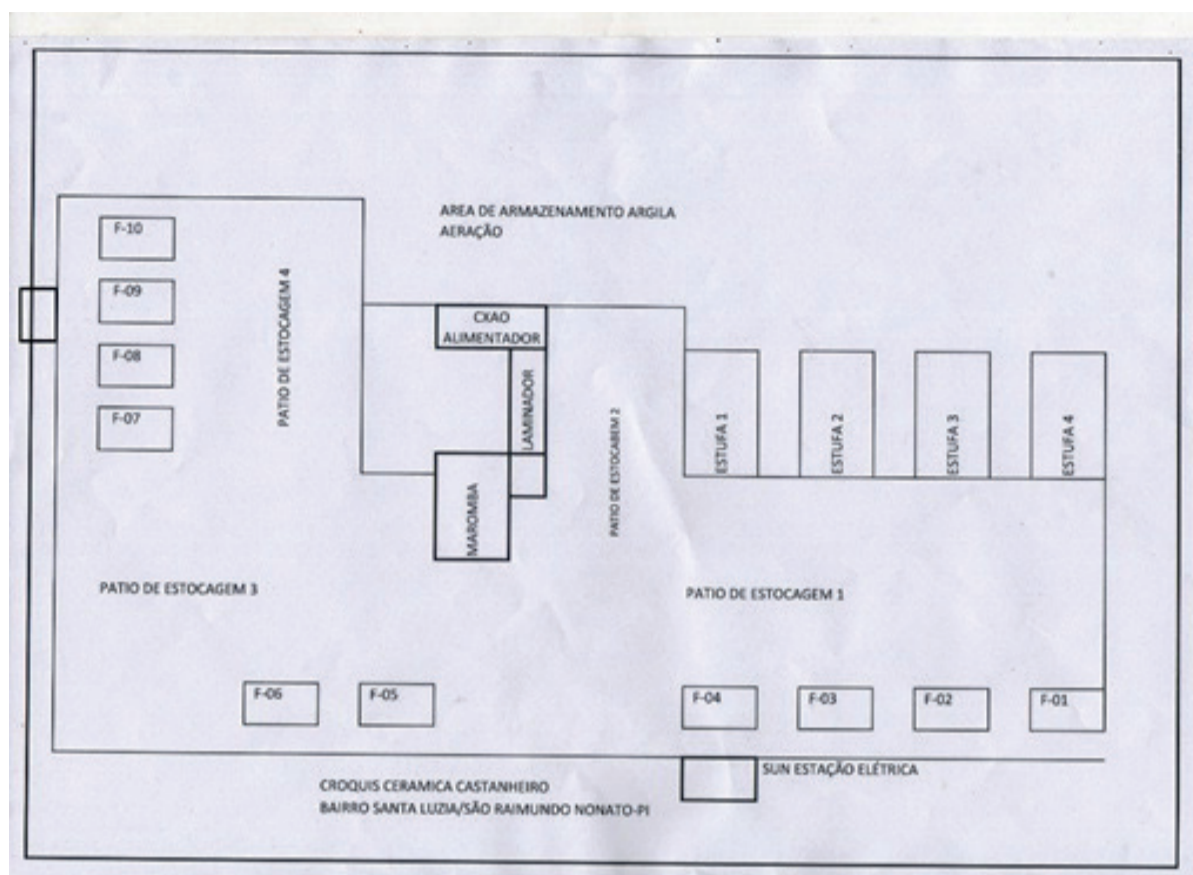 AREA DE ARMAZENAMENTO ARGILA
AERAÇÃO
F-10
F-09
F-08
F-07
PATIO DE ESTOCAGEM 4
CXAO
ALIMENTADOR
LAMINADOR
MAROMBA
PATIO DE ESTOCABEM 2
ESTUFA 1
ESTUFA 2
ESTUFA 3
ESTUFA 4
PATIO DE ESTOCAGEM 3
PATIO DE ESTOCAGEM 1
F-06
F-05
F-04
F-03
F-02
F-01
SUN ESTAÇÃO ELÉTRICA
CROQUIS CERAMICA CASTANHEIRO
BAIRRO SANTA LUZIA/SÃO RAIMUNDO NONATO-PI